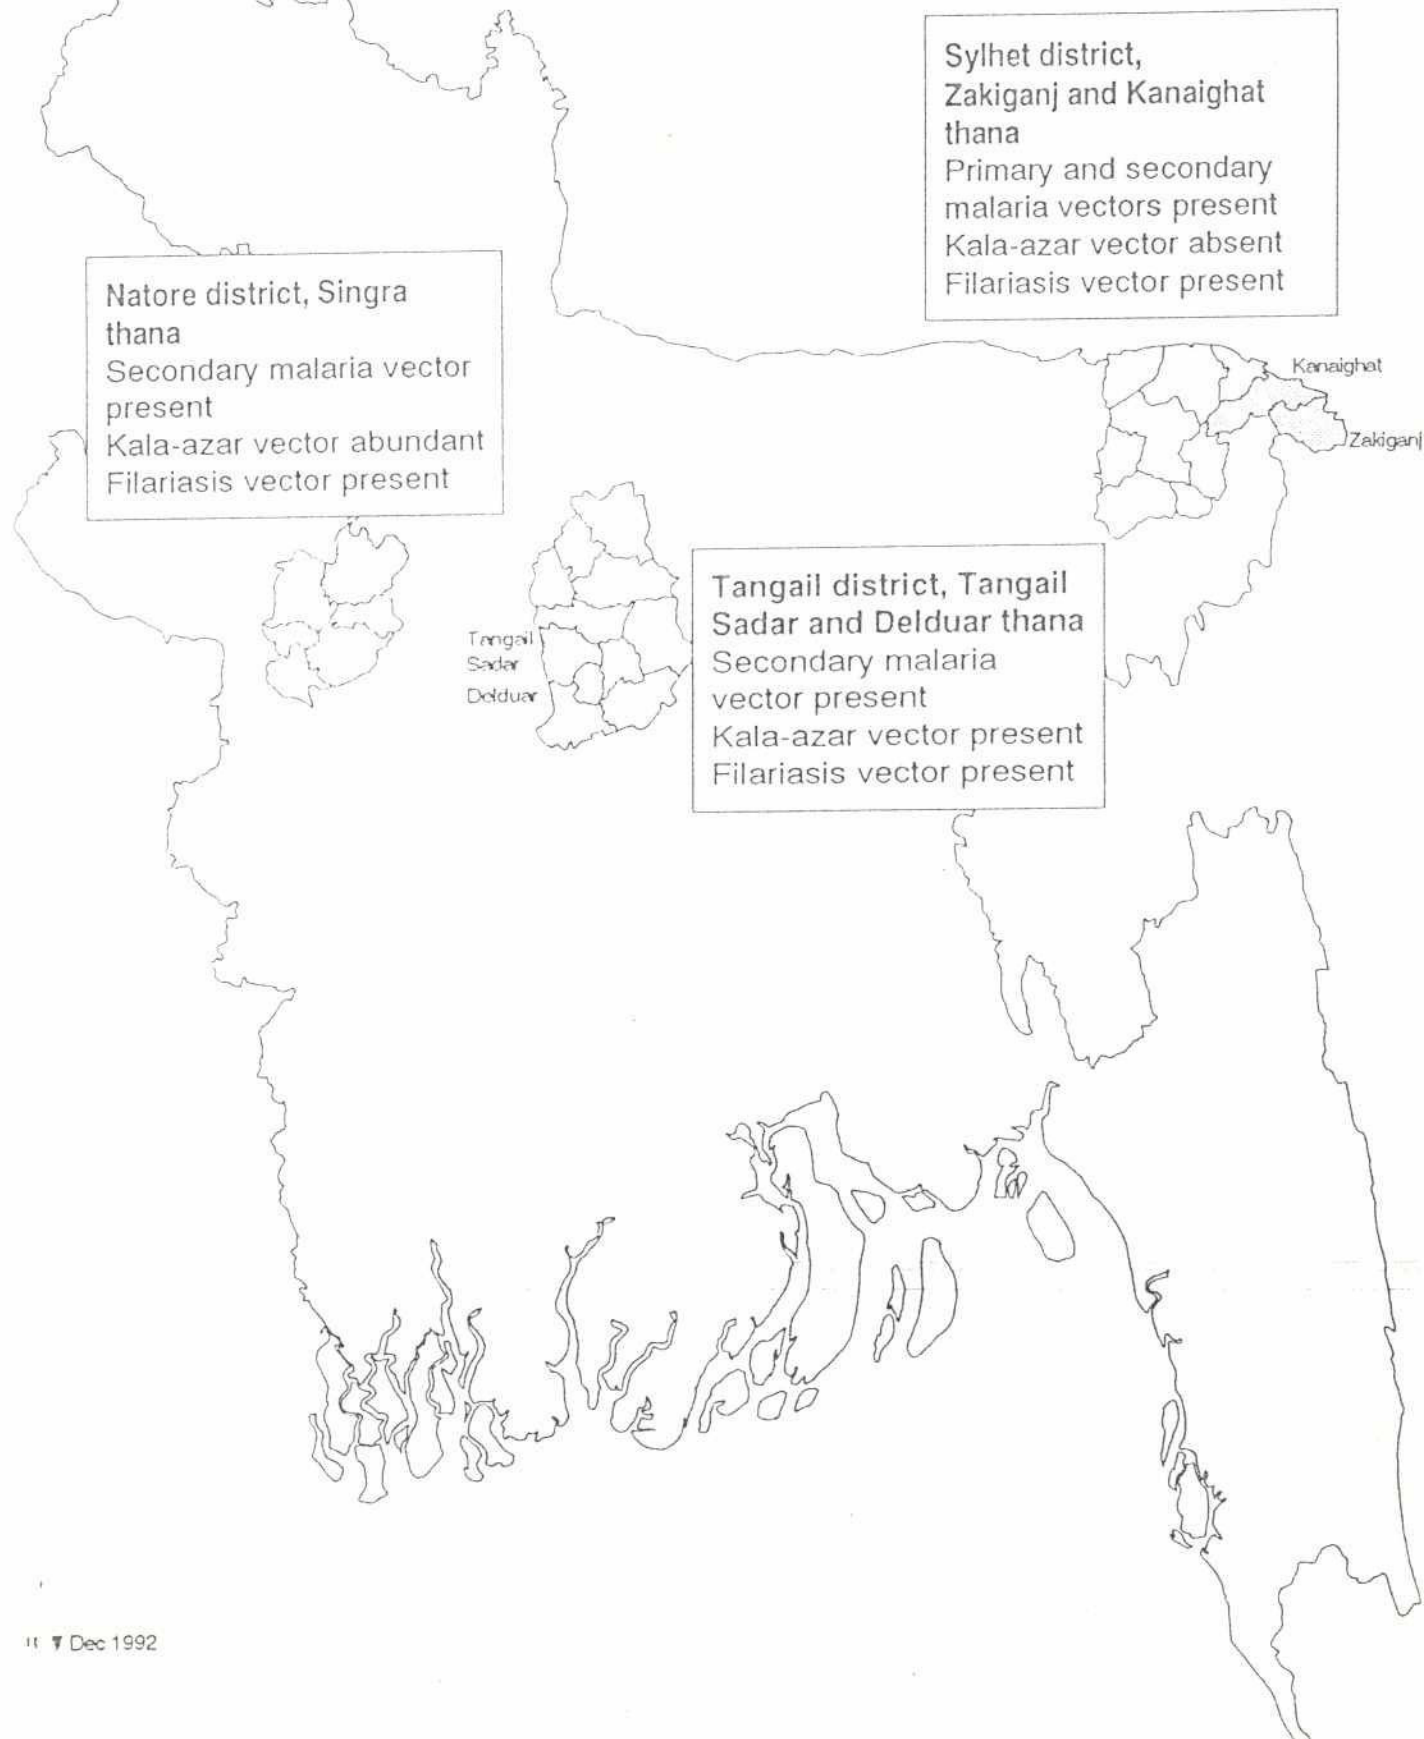 Sylhet district,
Zakiganj and Kanaighat
thana
Primary and secondary
malaria vectors present
Kala-azar vector absent
Filariasis vector present
Natore district, Singra
thana
Secondary malaria vector
present
Kala-azar vector abundant
Filariasis vector present
Kanaighat
Zakiganj
Tangail
Sadar
Delduar
Tangail district, Tangail
Sadar and Delduar thana
Secondary malaria
vector present
Kala-azar vector present
Filariasis vector present
7 Dec 1992